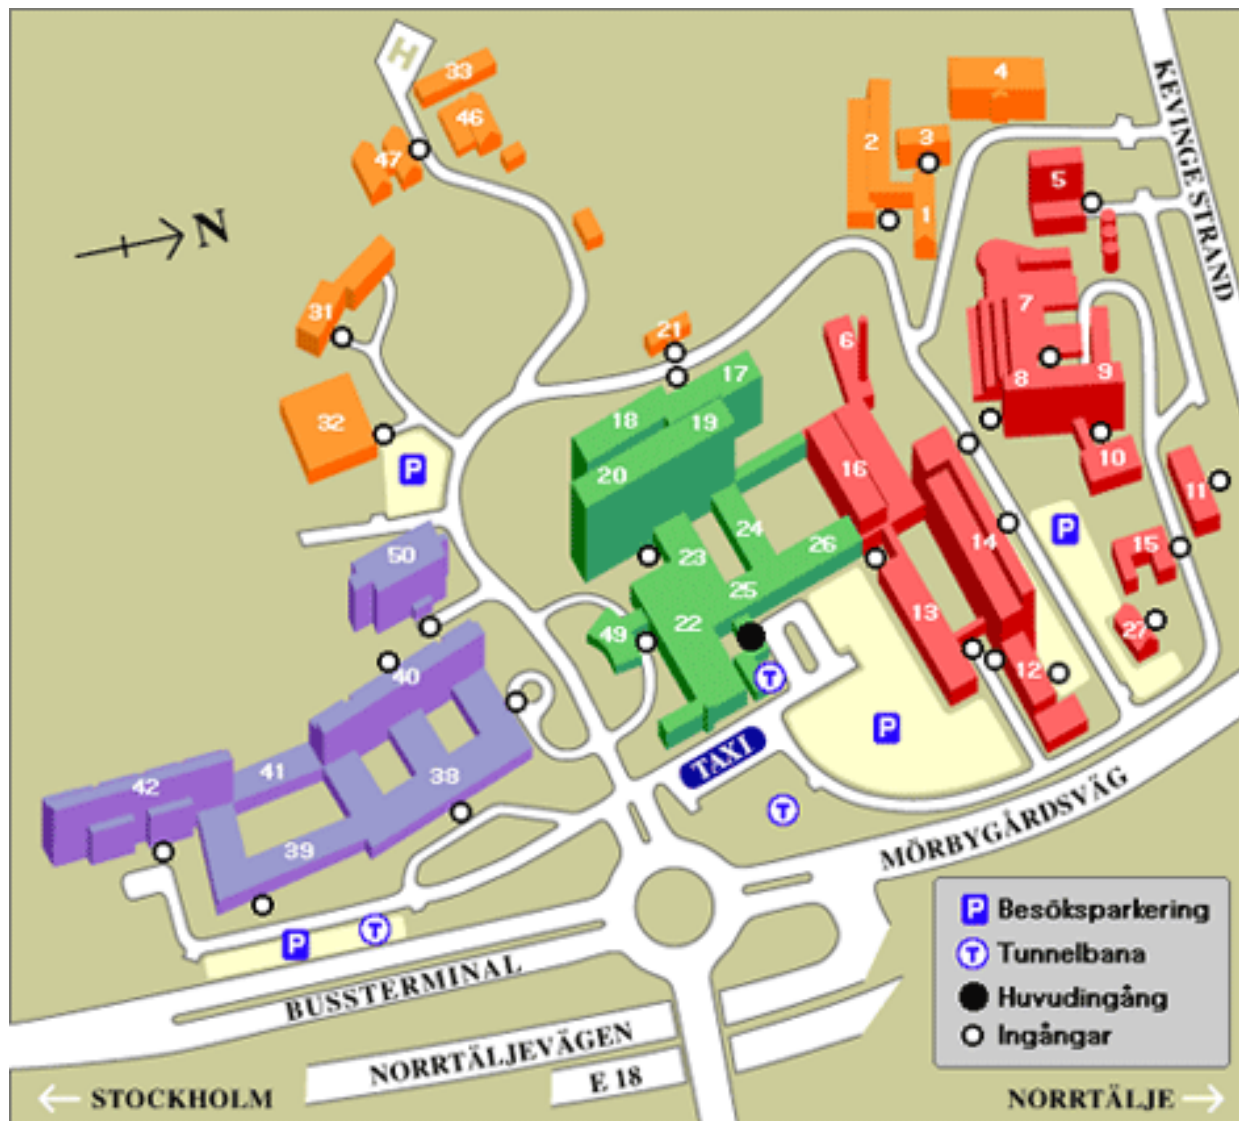 H
33
46
47
4
2
3
1
5
KEVINGE STRAND
N
31
32
P
21
6
7
8
9
10
11
17
18
19
20
16
24
23
26
25
22
49
14
13
12
15
27
P
T
P
TAXI
T
50
40
41
42
38
39
P
T
MÖRBYGÅRDSVÄG
BUSSTERMINAL
NORRTÄLJEVÄGEN
E 18
STOCKHOLM
NORRTÄLJE
P Besöksparkering
T Tunnelbana
Huvudingång
Ingångar